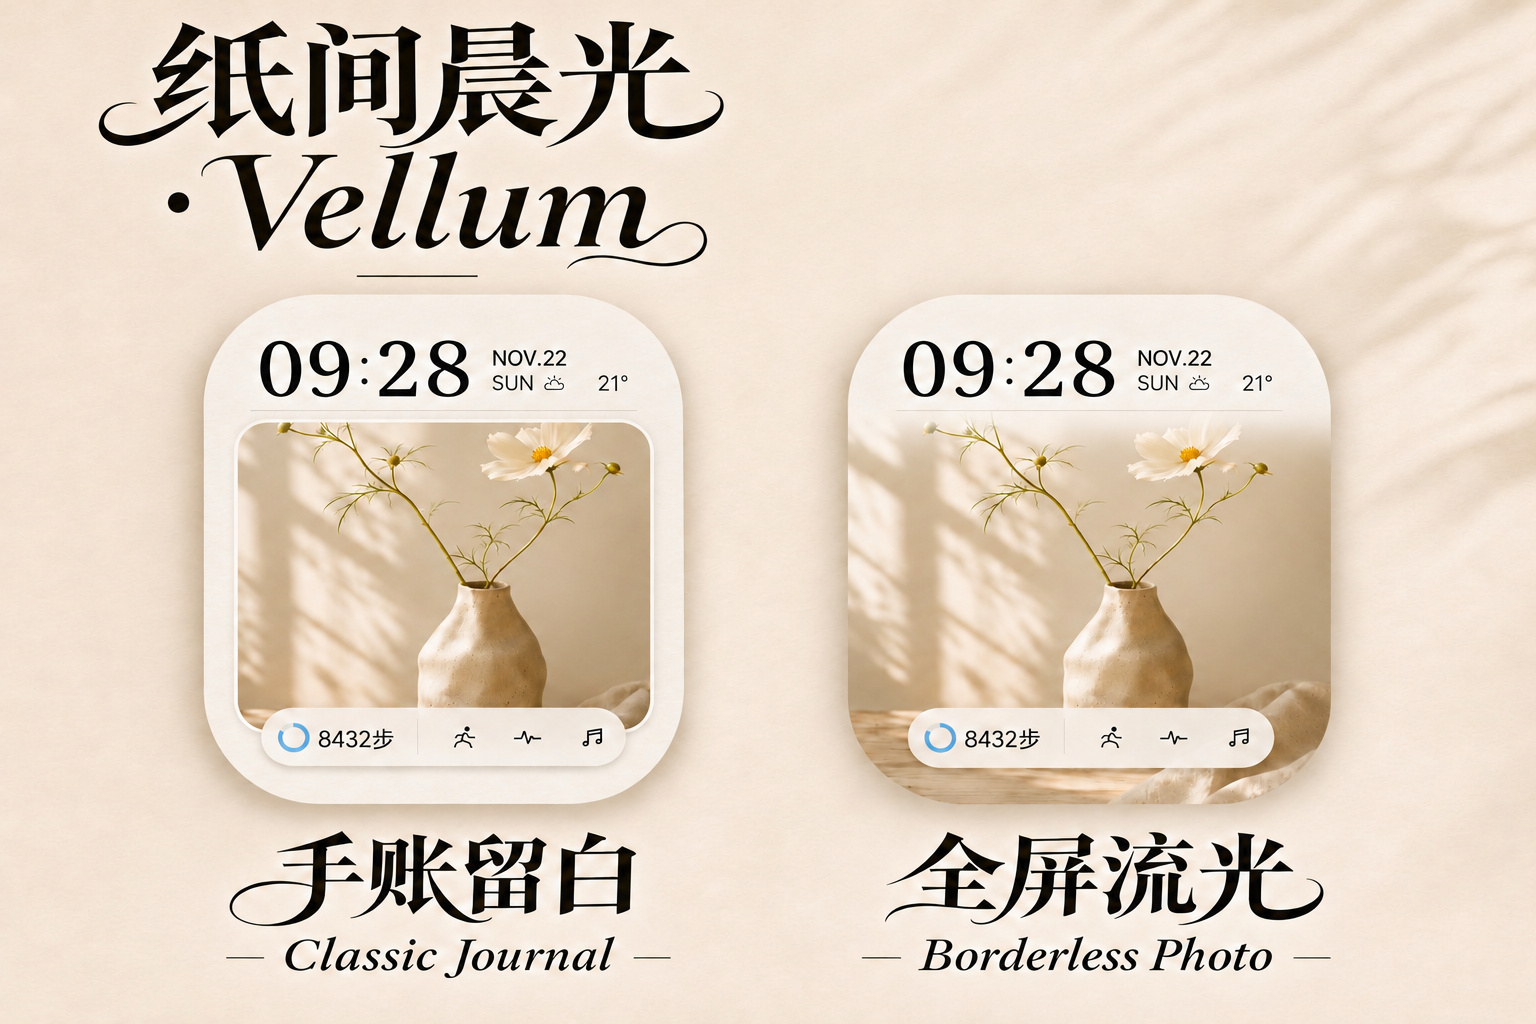 纸间晨光
• Vellum
09:28
NOV.22
SUN 21°
8432步
手账留白
Classic Journal
09:28
NOV.22
SUN 21°
8432步
全屏流光
Borderless Photo